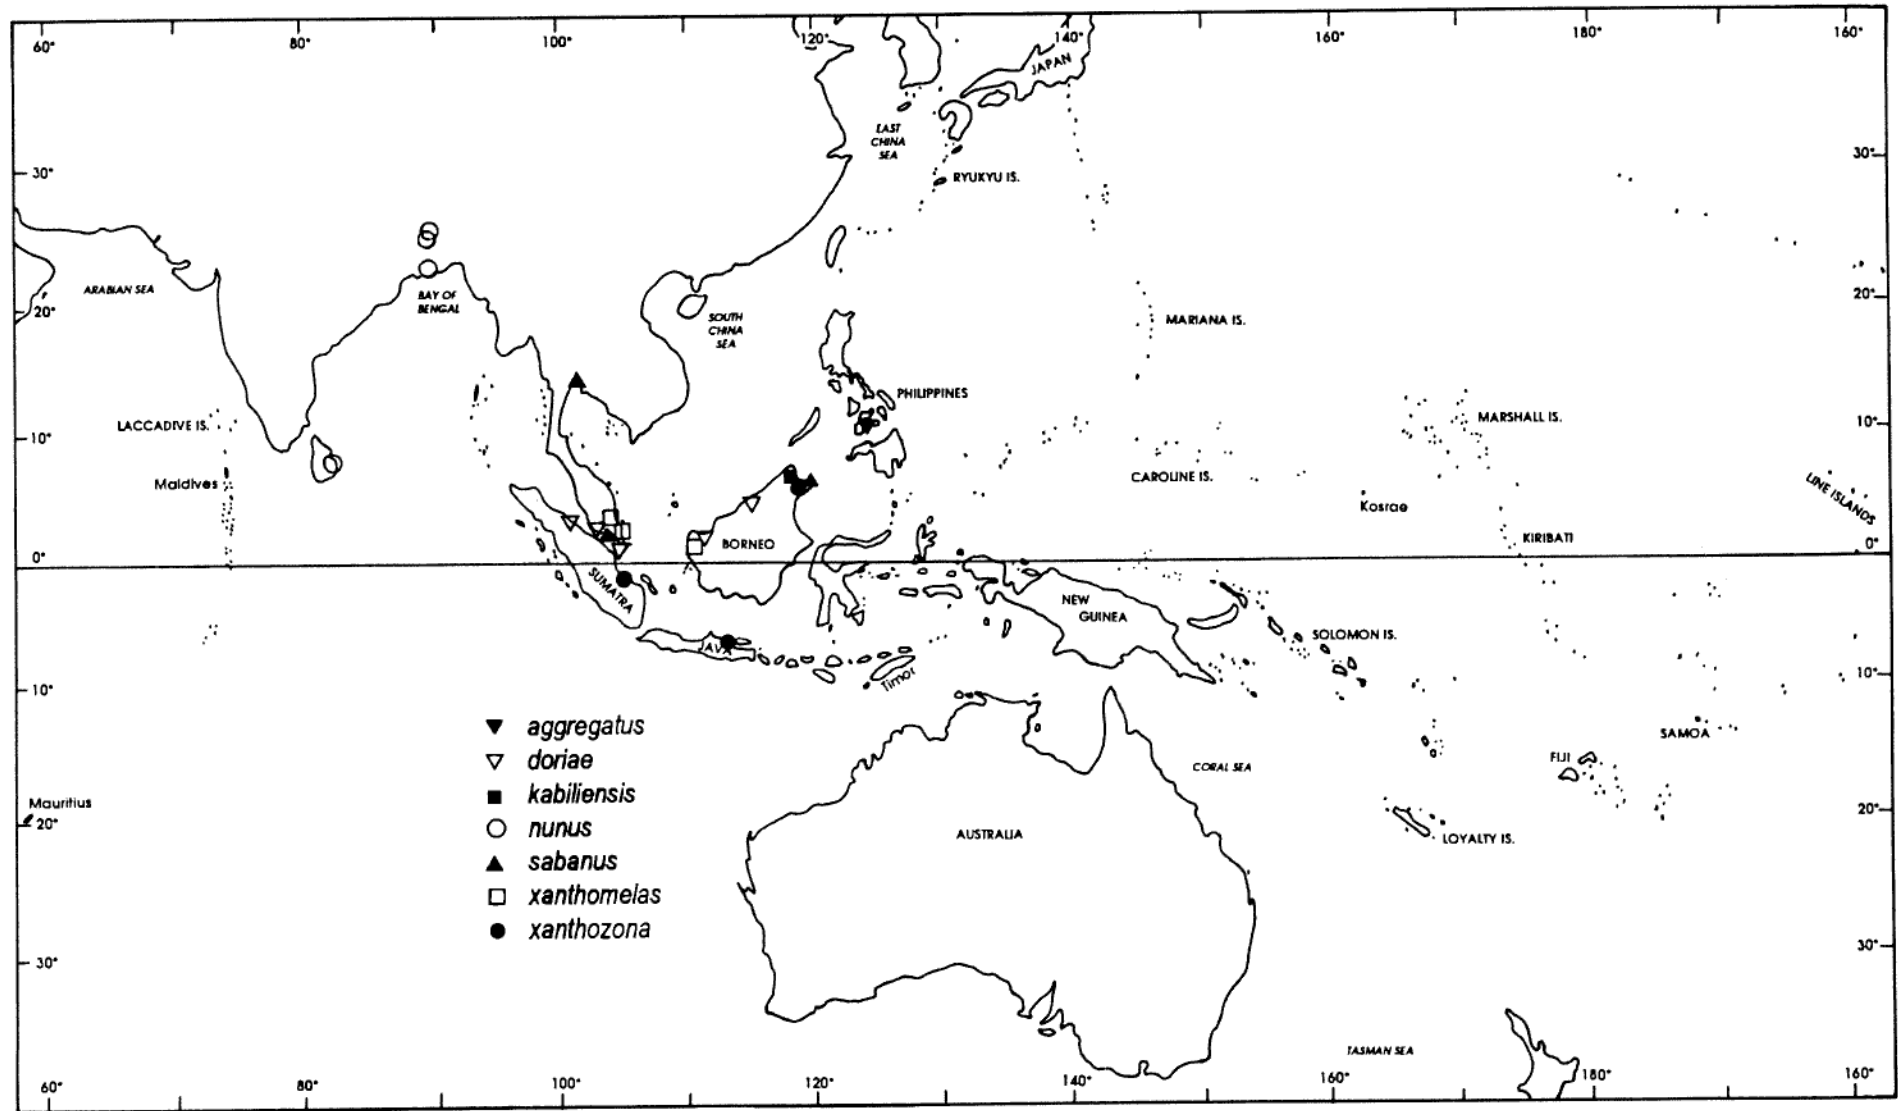 60°
80°
100°
120°
140°
160°
180°
160°
JAPAN
EAST
CHINA
SEA
30°
30°
RYUKYU IS.
ARABIAN SEA
BAY OF
BENGAL
20°
20°
SOUTH
CHINA
SEA
MARIANA IS.
PHILIPPINES
LACCADIVE IS.
MARSHALL IS.
10°
10°
Maldives
CAROLINE IS.
LINE ISLANDS
Kosrae
KIRIBATI
BORNEO
0°
0°
SUMATRA
NEW
GUINEA
SOLOMON IS.
JAVA
Timor
10°
10°
aggregatus
SAMOA
doriae
FIJI
CORAL SEA
kabiliensis
Mauritius
20°
20°
nunus
AUSTRALIA
LOYALTY IS.
sabanus
xanthomelas
xanthozona
30°
30°
TASMAN SEA
60°
100°
120°
140°
160°
180°
160°
80°